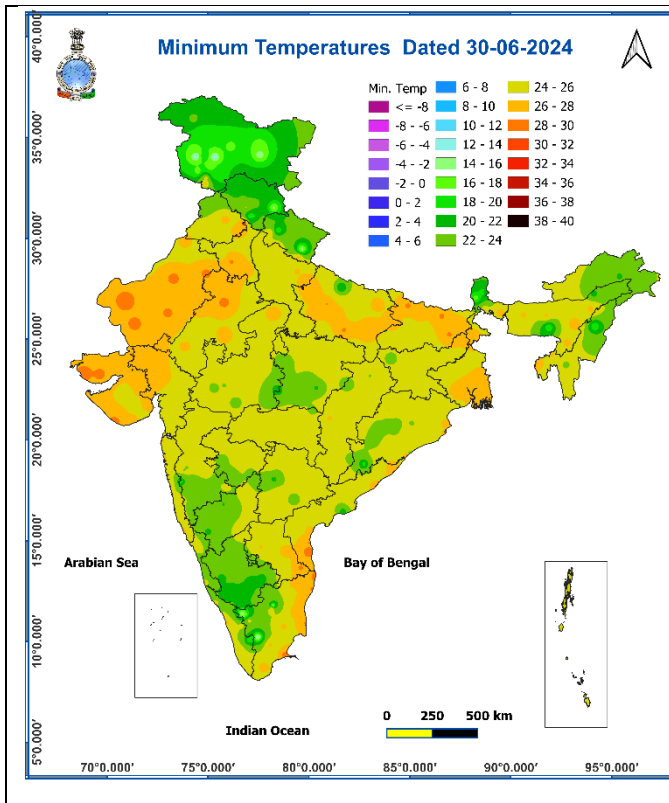 Minimum Temperatures Dated 30-06-2024
Min. Temp
<= -8
-8 - -6
-6 - -4
-4 - -2
-2 - 0
0 - 2
2 - 4
4 - 6
6 - 8
8 - 10
10 - 12
12 - 14
14 - 16
16 - 18
18 - 20
20 - 22
22 - 24
24 - 26
26 - 28
28 - 30
30 - 32
32 - 34
34 - 36
36 - 38
38 - 40
40°0.000'
35°0.000'
30°0.000'
25°0.000'
20°0.000'
15°0.000'
10°0.000'
5°0.000'
Arabian Sea
Bay of Bengal
Indian Ocean
0 250 500 km
70°0.000' 75°0.000' 80°0.000' 85°0.000' 90°0.000' 95°0.000'